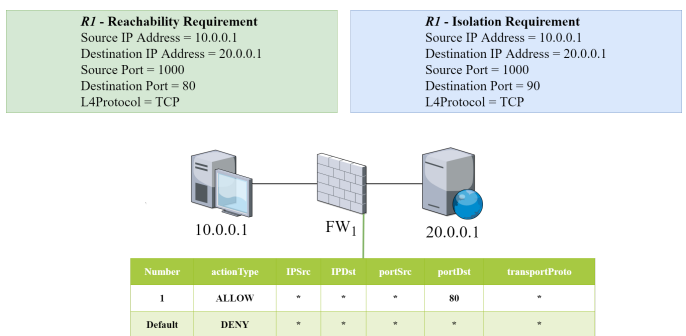 R1 - Reachability Requirement
Source IP Address = 10.0.0.1
Destination IP Address = 20.0.0.1
Source Port = 1000
Destination Port = 80
L4Protocol = TCP
R1 - Isolation Requirement
Source IP Address = 10.0.0.1
Destination IP Address = 20.0.0.1
Source Port = 1000
Destination Port = 90
L4Protocol = TCP
10.0.0.1 FW1 20.0.0.1
Number actionType IPSrc IPDst portSrc portDst transportProto
1 ALLOW * * * 80 *
Default DENY * * * * *